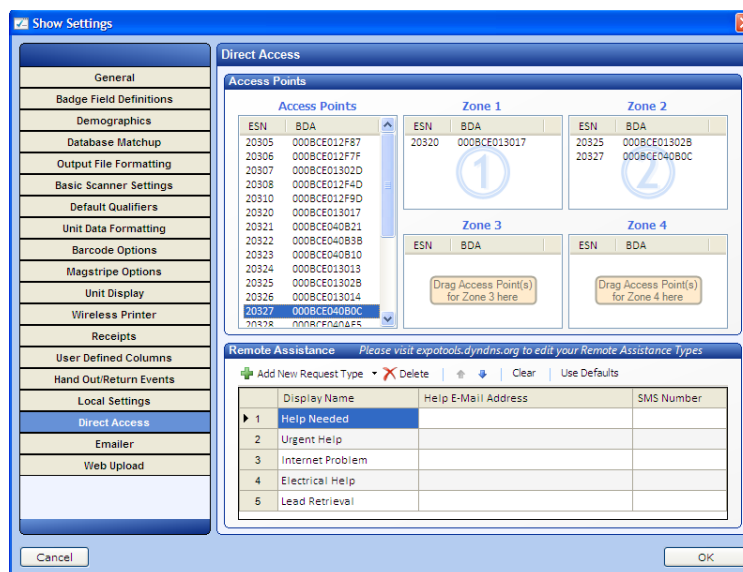 Show Settings
General
Badge Field Definitions
Demographics
Database Matchup
Output File Formatting
Basic Scanner Settings
Default Qualifiers
Unit Data Formatting
Barcode Options
Magstripe Options
Unit Display
Wireless Printer
Receipts
User Defined Columns
Hand Out/Return Events
Local Settings
Direct Access
Emailer
Web Upload
Direct Access
Access Points
Access Points
ESN BDA
20305 000BCE012F87
20306 000BCE012F7F
20307 000BCE01302D
20308 000BCE012F4D
20310 000BCE012F9D
20320 000BCE013017
20321 000BCE040B21
20322 000BCE040B3B
20323 000BCE040B10
20324 000BCE013013
20325 000BCE01302B
20326 000BCE013014
20327 000BCE040B0C
20328 000BCE040AE5
Zone 1
ESN BDA
20320 000BCE013017
1
Zone 2
ESN BDA
20325 000BCE01302B
20327 000BCE040B0C
2
Zone 3
ESN BDA
Drag Access Point(s)
for Zone 3 here
Zone 4
ESN BDA
Drag Access Point(s)
for Zone 4 here
Remote Assistance Please visit expotools.dyndns.org to edit your Remote Assistance Types
Add New Request Type Delete Clear Use Defaults
Display Name Help E-Mail Address SMS Number
1 Help Needed
2 Urgent Help
3 Internet Problem
4 Electrical Help
5 Lead Retrieval
Cancel OK